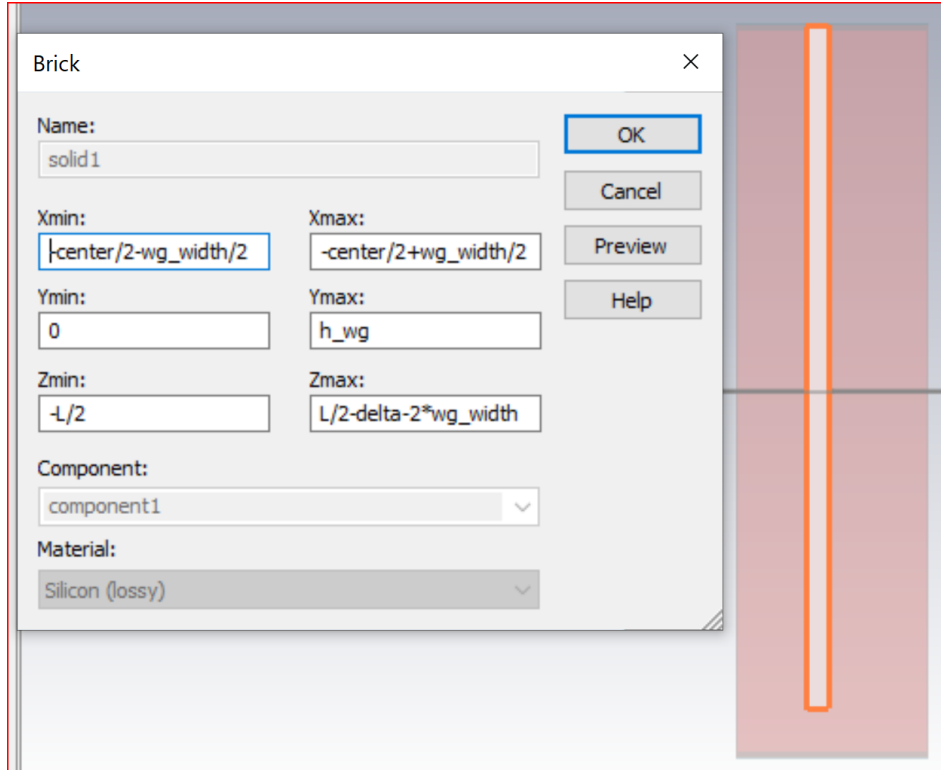 Brick
Name:
solid1
OK
Cancel
Xmin:
Xmax:
-center/2-wg_width/2
-center/2+wg_width/2
Preview
Ymin:
Ymax:
Help
0
h_wg
Zmin:
Zmax:
-L/2
L/2-delta-2*wg_width
Component:
component1
Material:
Silicon (lossy)